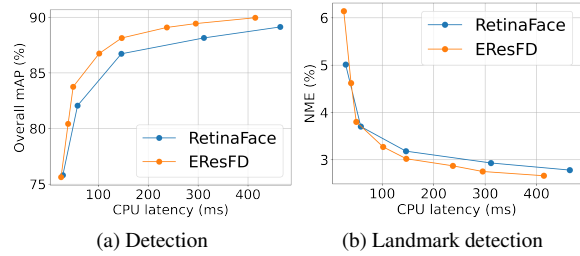 90
85
80
75
Overall mAP (%)
RetinaFace
EResFD
100
200
300
400
CPU latency (ms)
(a) Detection
6
5
4
3
NME (%)
RetinaFace
EResFD
100
200
300
400
CPU latency (ms)
(b) Landmark detection